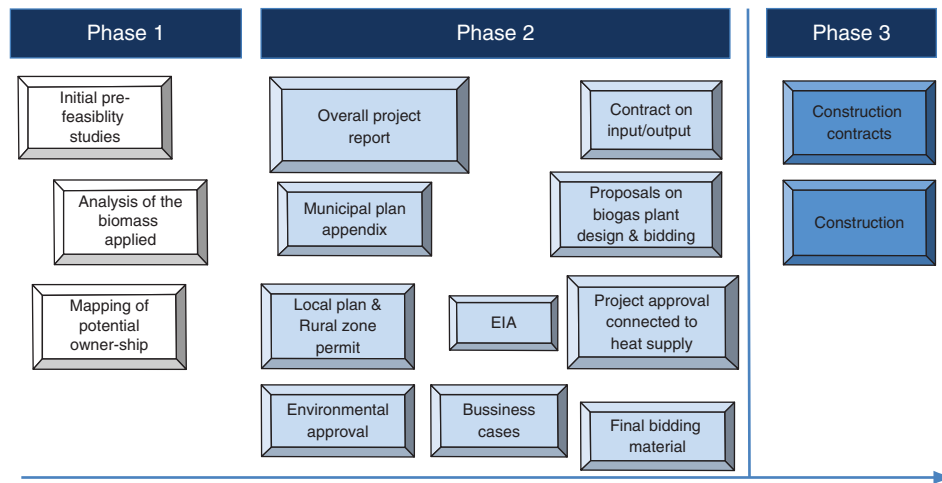 Phase 1
Phase 2
Phase 3
Initial pre-
feasiblity
studies
Analysis of the
biomass
applied
Mapping of
potential
owner-ship
Overall project
report
Municipal plan
appendix
Local plan &
Rural zone
permit
Environmental
approval
EIA
Bussiness
cases
Contract on
input/output
Proposals on
biogas plant
design & bidding
Project approval
connected to
heat supply
Final bidding
material
Construction
contracts
Construction